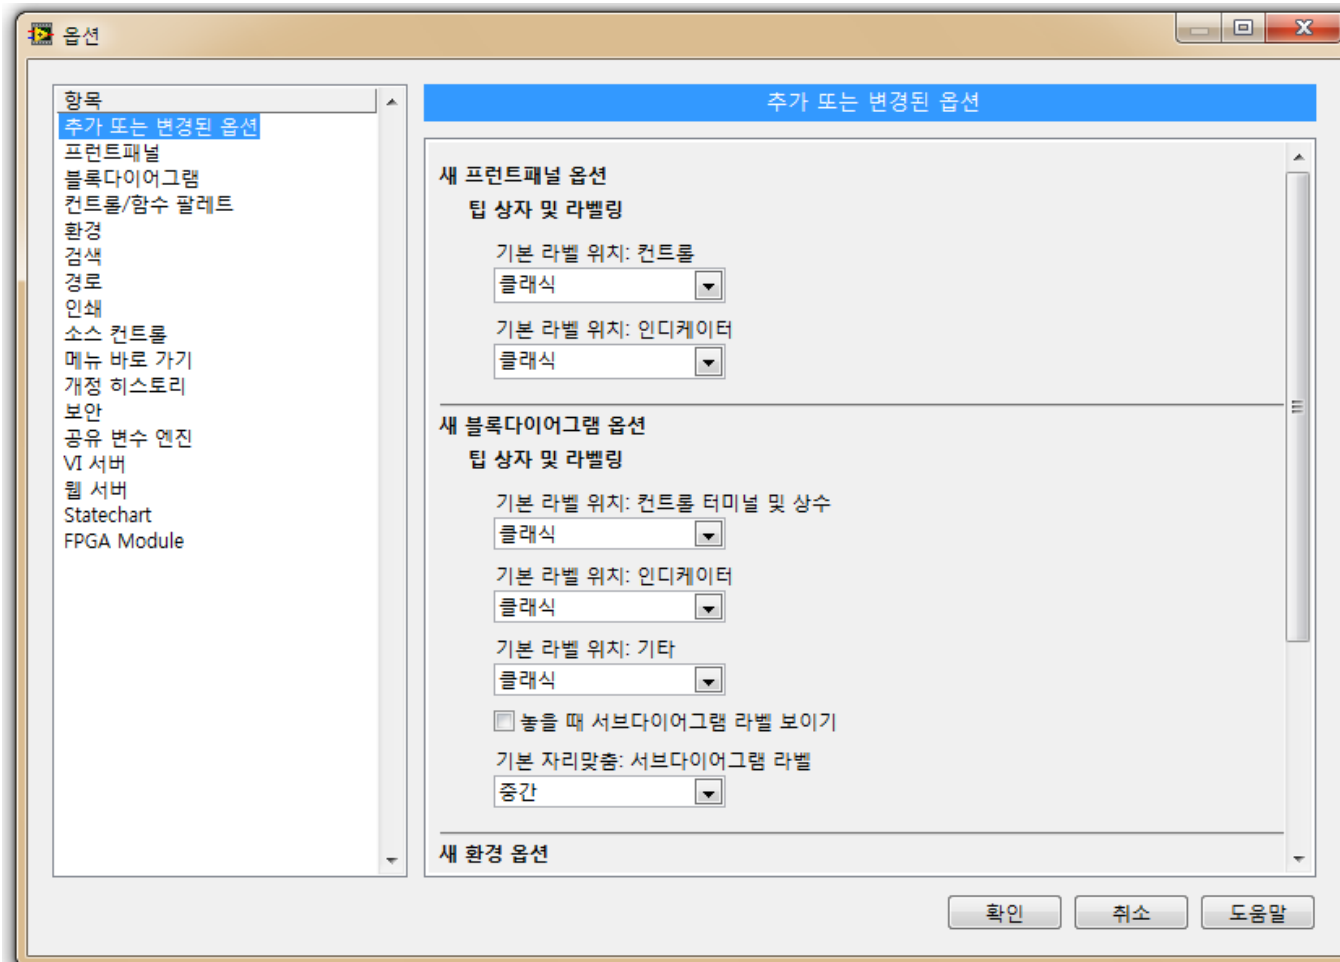 옵션
항목
추가 또는 변경된 옵션
프런트패널
블록다이어그램
컨트롤/함수 팔레트
환경
검색
경로
인쇄
소스 컨트롤
메뉴 바로 가기
개정 히스토리
보안
공유 변수 엔진
VI 서버
웹 서버
Statechart
FPGA Module
추가 또는 변경된 옵션
새 프런트패널 옵션
팁 상자 및 라벨링
기본 라벨 위치: 컨트롤
클래식
기본 라벨 위치: 인디케이터
클래식
새 블록다이어그램 옵션
팁 상자 및 라벨링
기본 라벨 위치: 컨트롤 터미널 및 상수
클래식
기본 라벨 위치: 인디케이터
클래식
기본 라벨 위치: 기타
클래식
놓을 때 서브다이어그램 라벨 보이기
기본 자리맞춤: 서브다이어그램 라벨
중간
새 환경 옵션
확인
취소
도움말